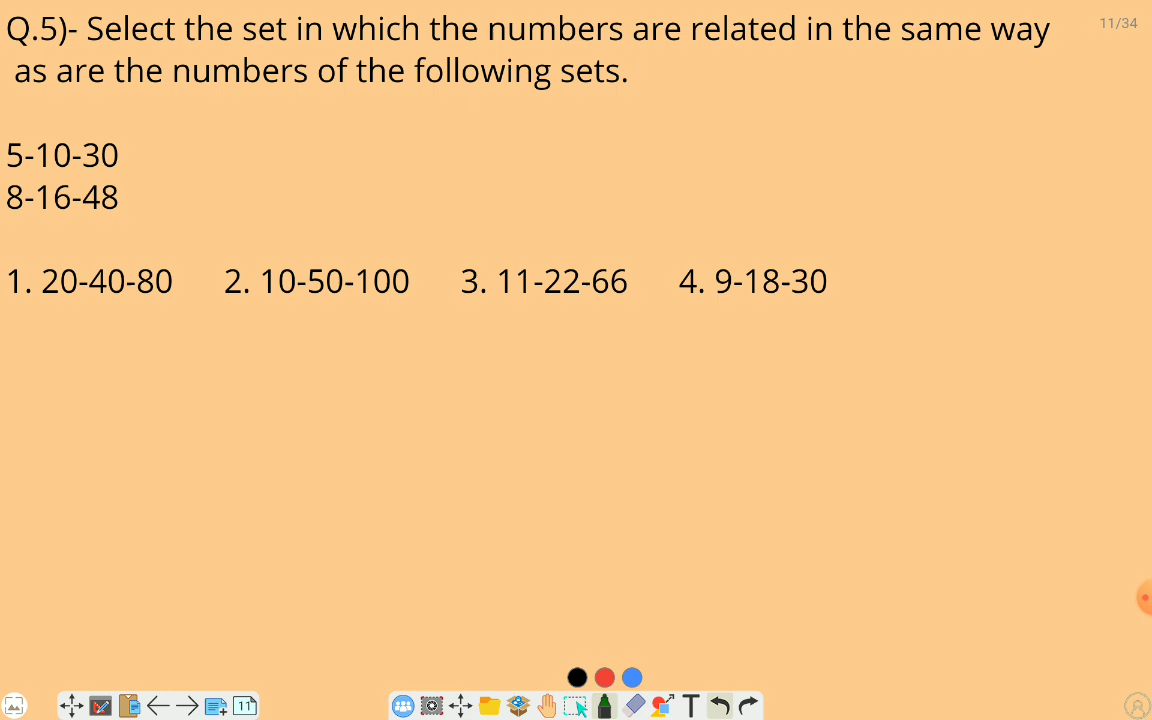 Q.5)- Select the set in which the numbers are related in the same way
as are the numbers of the following sets.
11/34
5-10-30
8-16-48
1. 20-40-80 2. 10-50-100 3. 11-22-66 4. 9-18-30
11
T